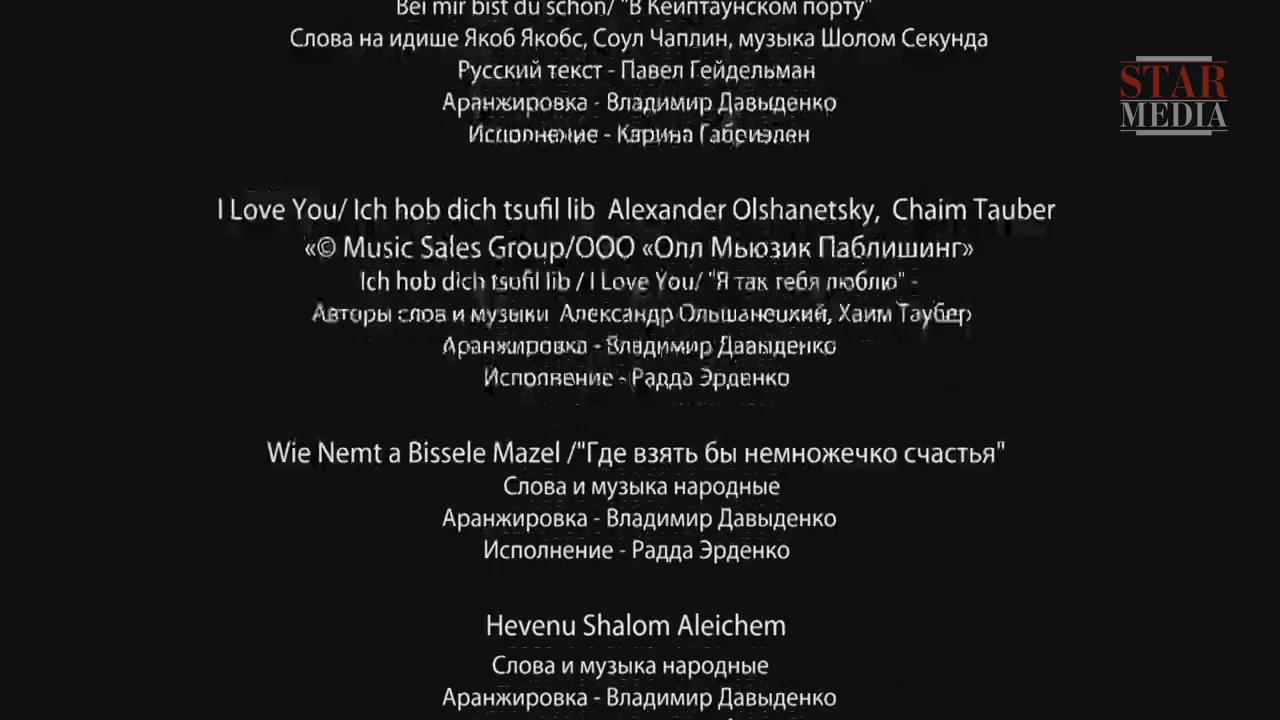 Bei mir bist du schon/ "В Кейптаунском порту"
Слова на идише Якоб Якобс, Соул Чаплин, музыка Шолом Секунда
Русский текст - Павел Гейдельман
Аранжировка - Владимир Давыденко
Исполнение - Карина Габриэлен
I Love You/ Ich hob dich tsufil lib Alexander Olshanetsky, Chaim Tauber
«© Music Sales Group/ООО «Олл Мьюзик Паблишинг»
Ich hob dich tsufil lib / I Love You/ "Я так тебя люблю" -
Авторы слов и музыки Александр Ольшанецкий, Хаим Таубер
Аранжировка - Владимир Давыденко
Исполнение - Радда Эрденко
Wie Nemt a Bissele Mazel /"Где взять бы немножечко счастья"
Слова и музыка народные
Аранжировка - Владимир Давыденко
Исполнение - Радда Эрденко
Hevenu Shalom Aleichem
Слова и музыка народные
Аранжировка - Владимир Давыденко
STAR
MEDIA